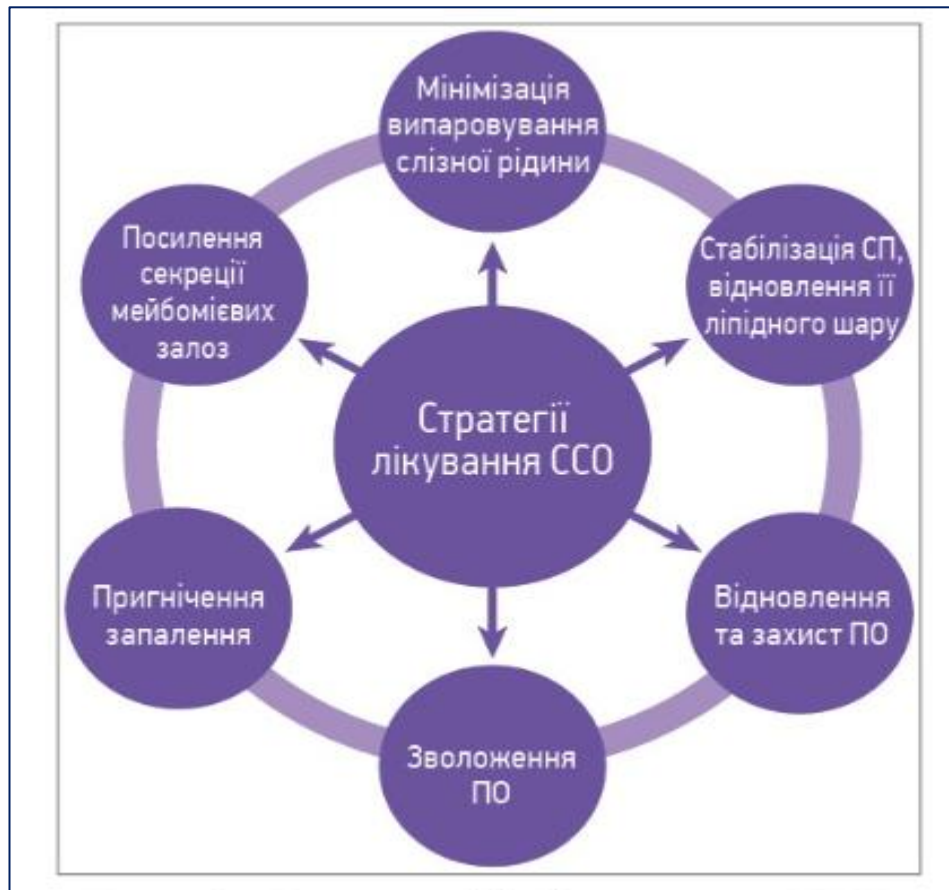 Мінімізація
випаровування
слізної рідини
Посилення
секреції
мейбомієвих
залоз
Стабілізація СП,
відновлення її
ліпідного шару
Стратегії
лікування ССО
Пригнічення
запалення
Відновлення
та захист ПО
Зволоження
ПО